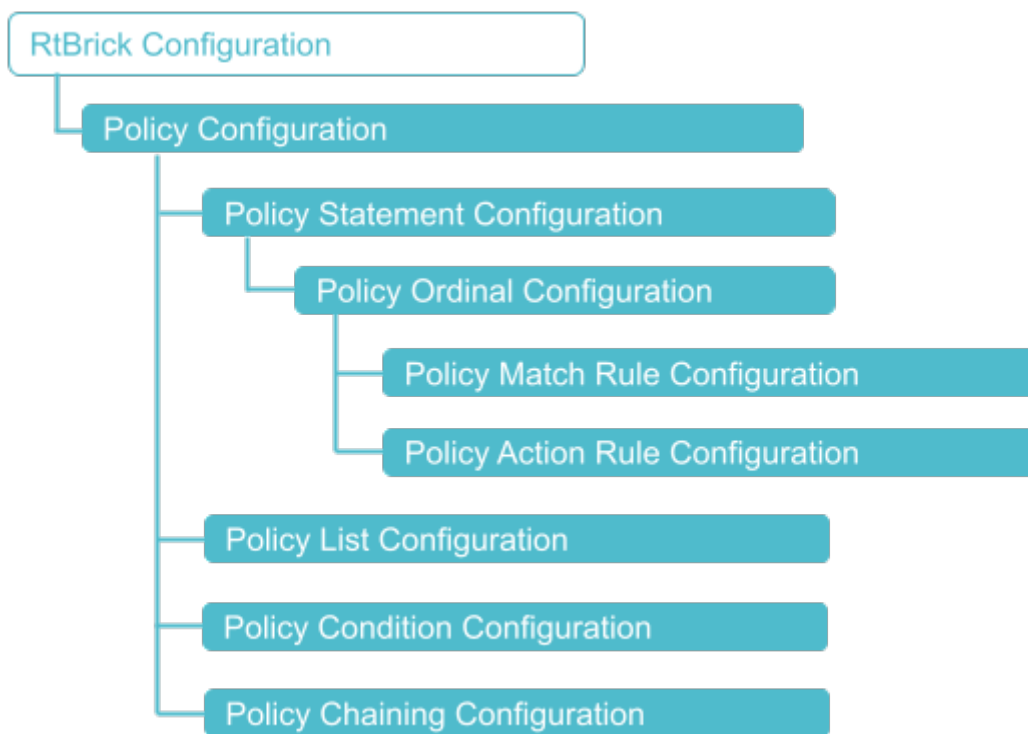 RtBrick Configuration
Policy Configuration
Policy Statement Configuration
Policy Ordinal Configuration
Policy Match Rule Configuration
Policy Action Rule Configuration
Policy List Configuration
Policy Condition Configuration
Policy Chaining Configuration